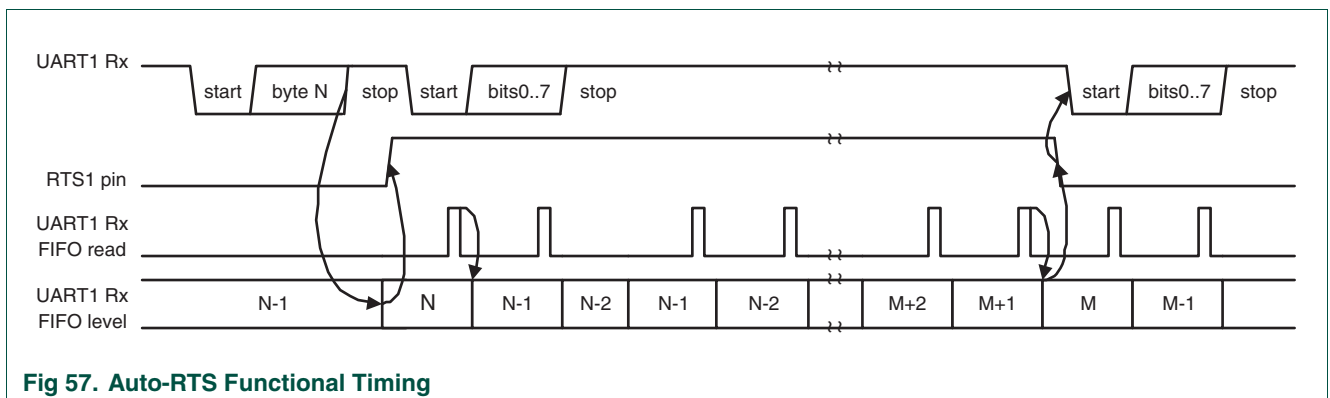 UART1 Rx
start byte N stop start bits0..7 stop start bits0..7 stop
RTS1 pin
UART1 Rx
FIFO read
UART1 Rx
FIFO level
N-1 N N-1 N-2 N-1 N-2 M+2 M+1 M M-1
Fig 57. Auto-RTS Functional Timing